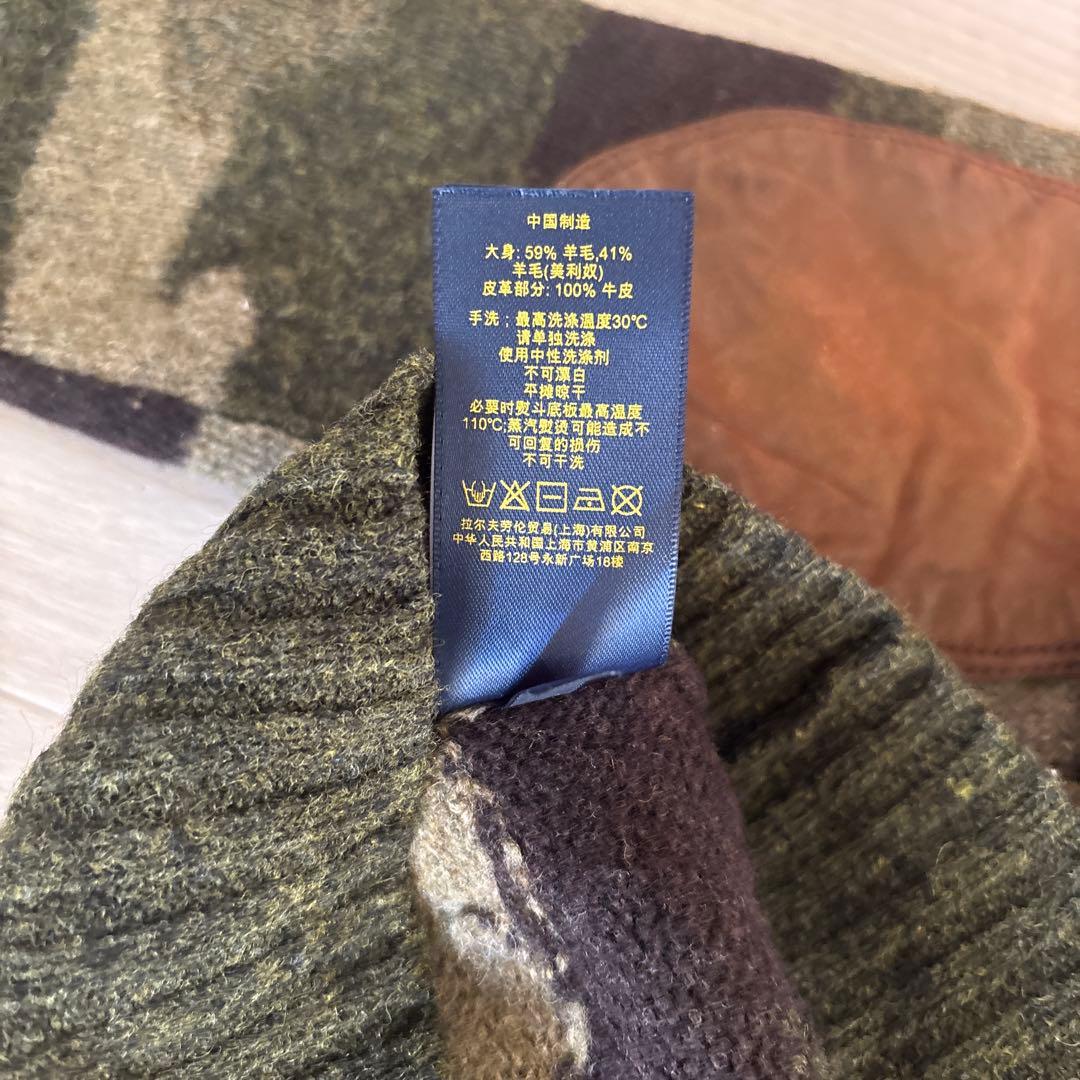 中国制造
大身: 59% 羊毛,41%
羊毛(美利奴)
皮革部分: 100% 牛皮
手洗；最高洗涤温度30℃
请单独洗涤
使用中性洗涤剂
不可漂白
平摊晾干
必要时熨斗底板最高温度
110℃;蒸汽熨烫可能造成不
可回复的损伤
不可干洗
拉尔夫劳伦贸易(上海)有限公司
中华人民共和国上海市黄浦区南京
西路128号永新广场18楼